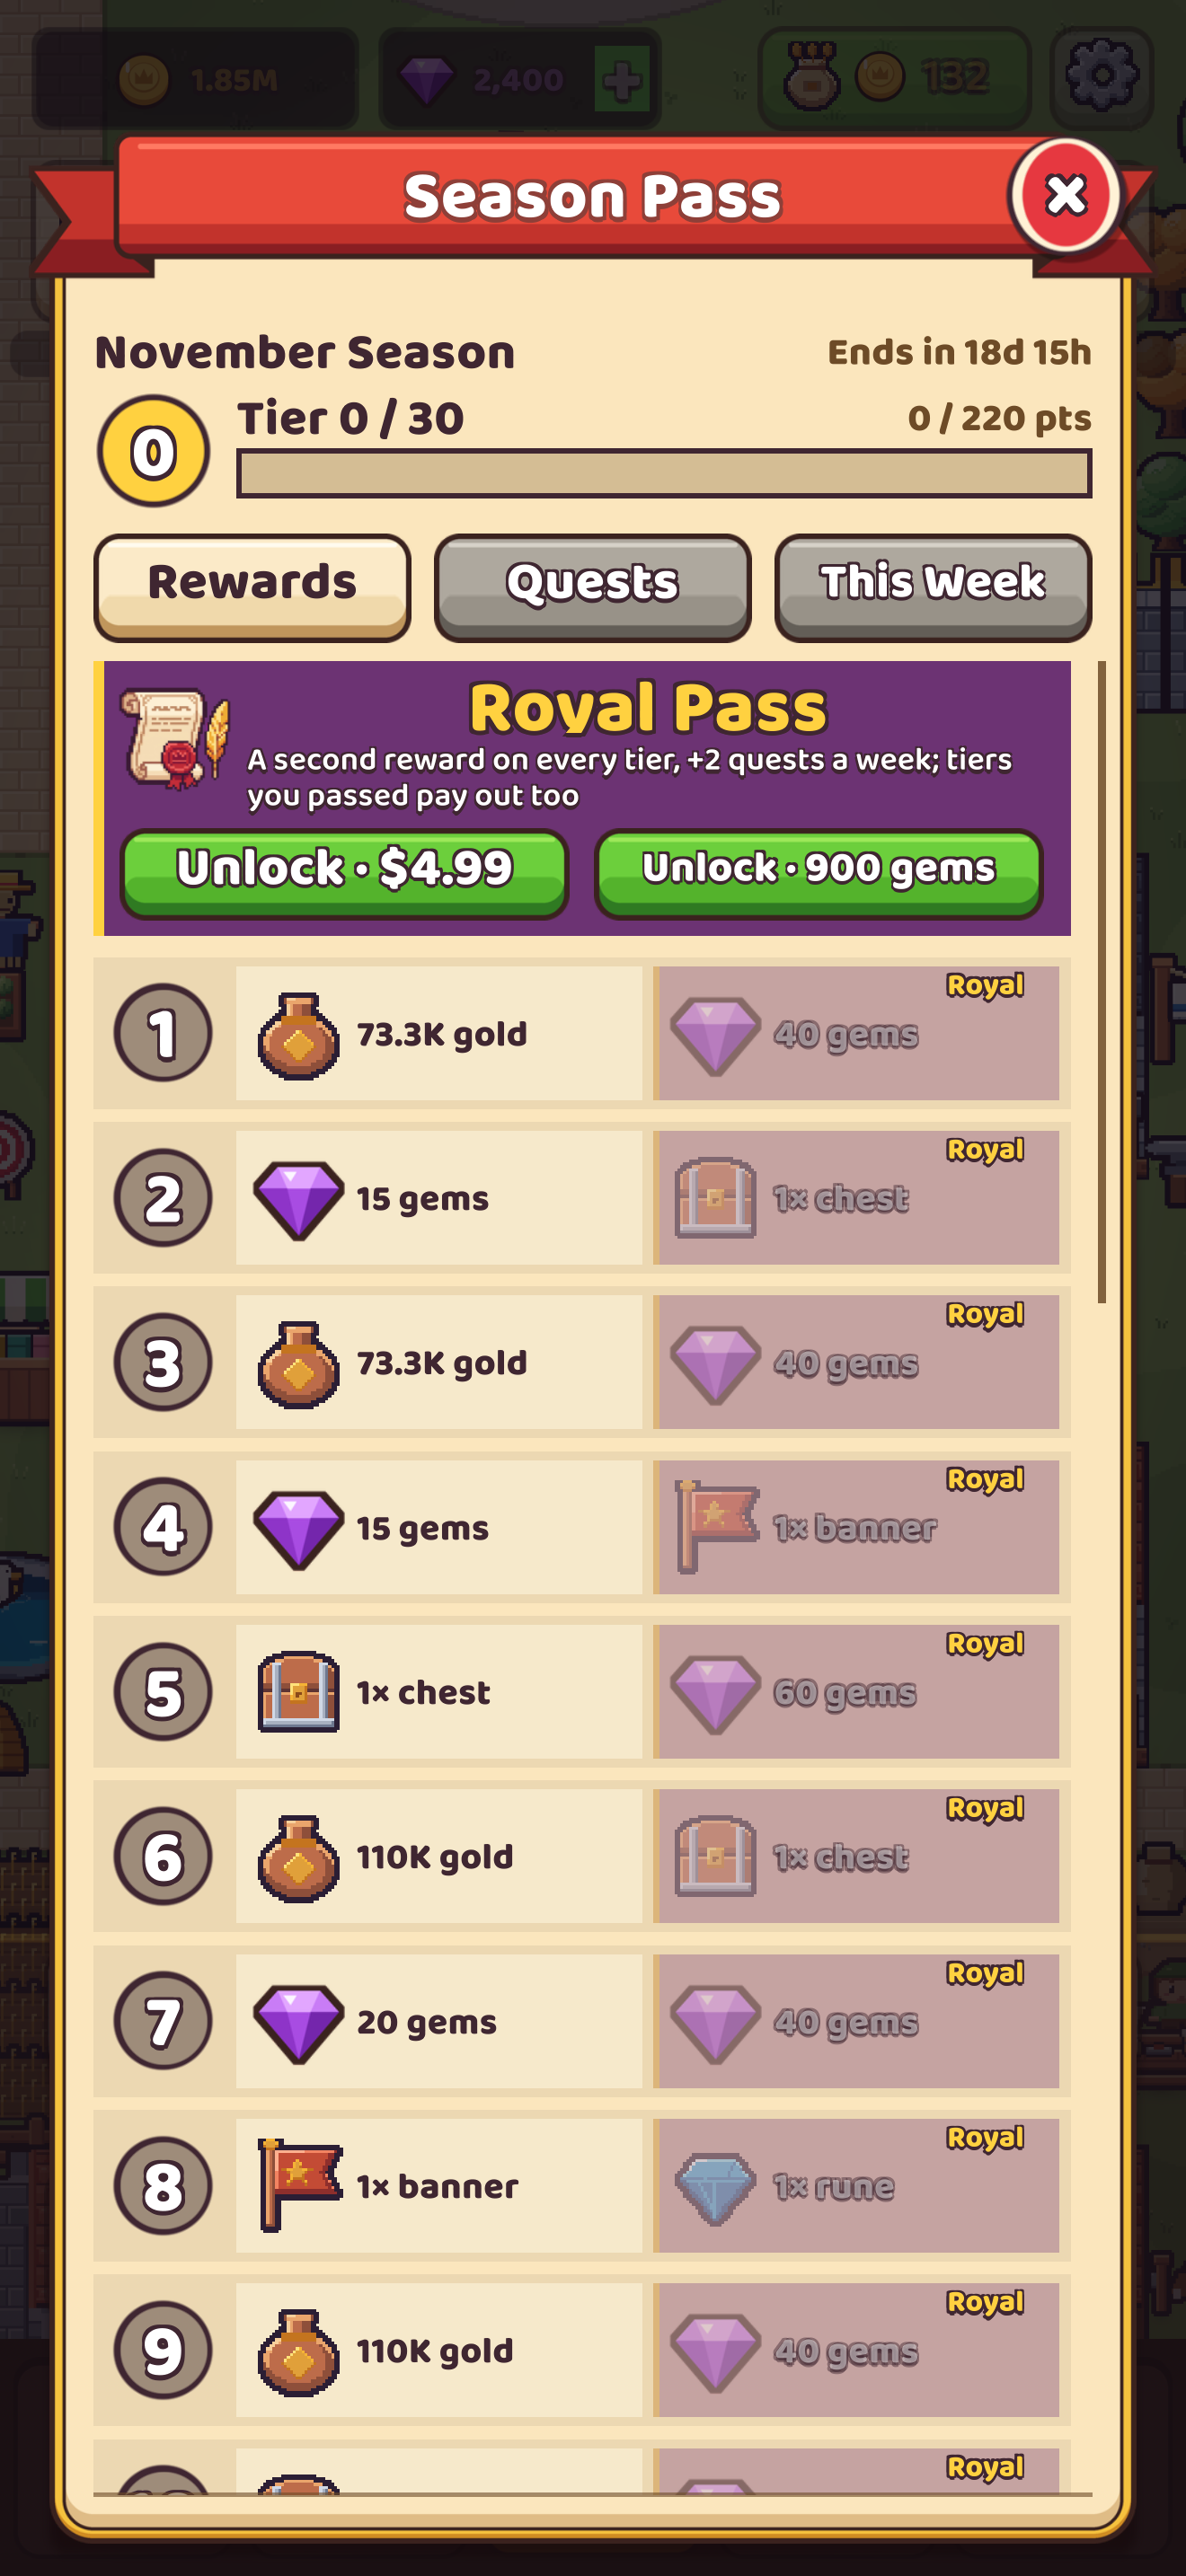 1.85M
2,400
132
Season Pass
November Season
Ends in 18d 15h
0
Tier 0 / 30
0 / 220 pts
Rewards
Quests
This Week
Royal Pass
A second reward on every tier, +2 quests a week; tiers
you passed pay out too
Unlock · $4.99
Unlock · 900 gems
1
73.3K gold
Royal
40 gems
2
15 gems
Royal
1× chest
3
73.3K gold
Royal
40 gems
4
15 gems
Royal
1× banner
5
1× chest
Royal
60 gems
6
110K gold
Royal
1× chest
7
20 gems
Royal
40 gems
8
1× banner
Royal
1× rune
9
110K gold
Royal
40 gems
Royal